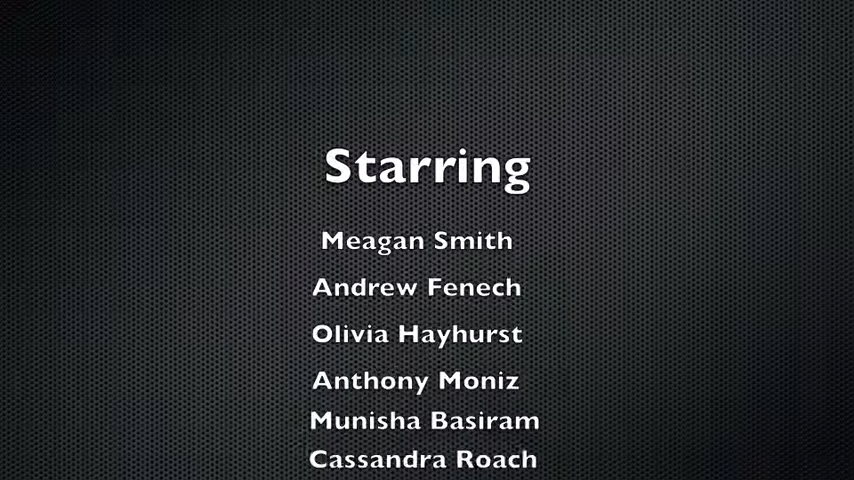 Starring
Meagan Smith
Andrew Fenech
Olivia Hayhurst
Anthony Moniz
Munisha Basiram
Cassandra Roach